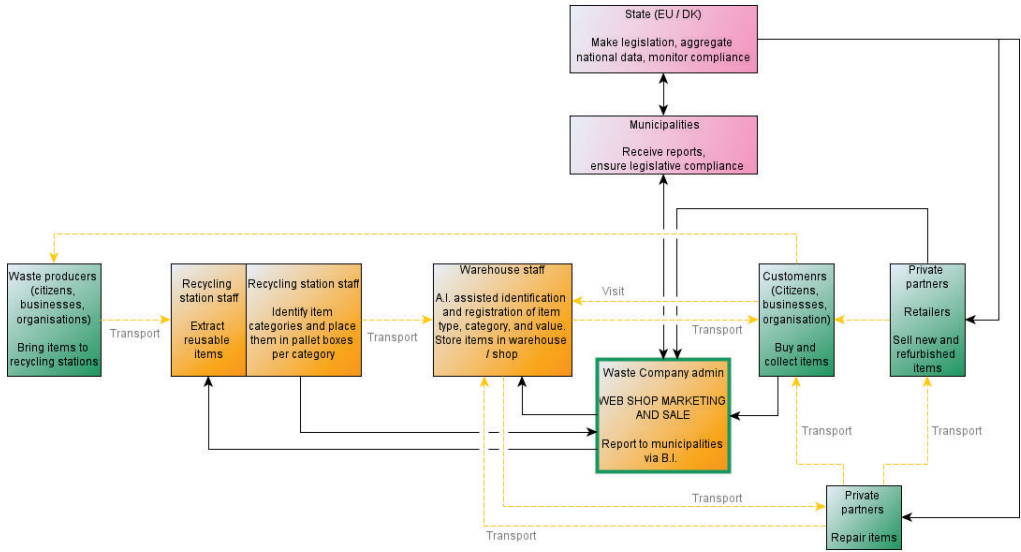 State (EU / DK)
Make legislation, aggregate
national data, monitor compliance
Municipalities
Receive reports,
ensure legislative compliance
Waste producers
(citizens,
businesses,
organisations)
Bring items to
recycling stations
Transport
Recycling
station staff
Extract
reusable
items
Recycling station staff
Identify item
categories and place
them in pallet boxes
per category
Transport
Warehouse staff
A.I. assisted identification
and registration of item
type, category, and value.
Store items in warehouse
/ shop
Visit
Transport
Customenrs
(Citizens,
businesses,
organisation)
Buy and
collect items
Private
partners
Retailers
Sell new and
refurbished
items
Waste Company admin
WEB SHOP MARKETING
AND SALE
Report to municipalities
via B.I.
Transport
Transport
Transport
Transport
Private
partners
Repair items